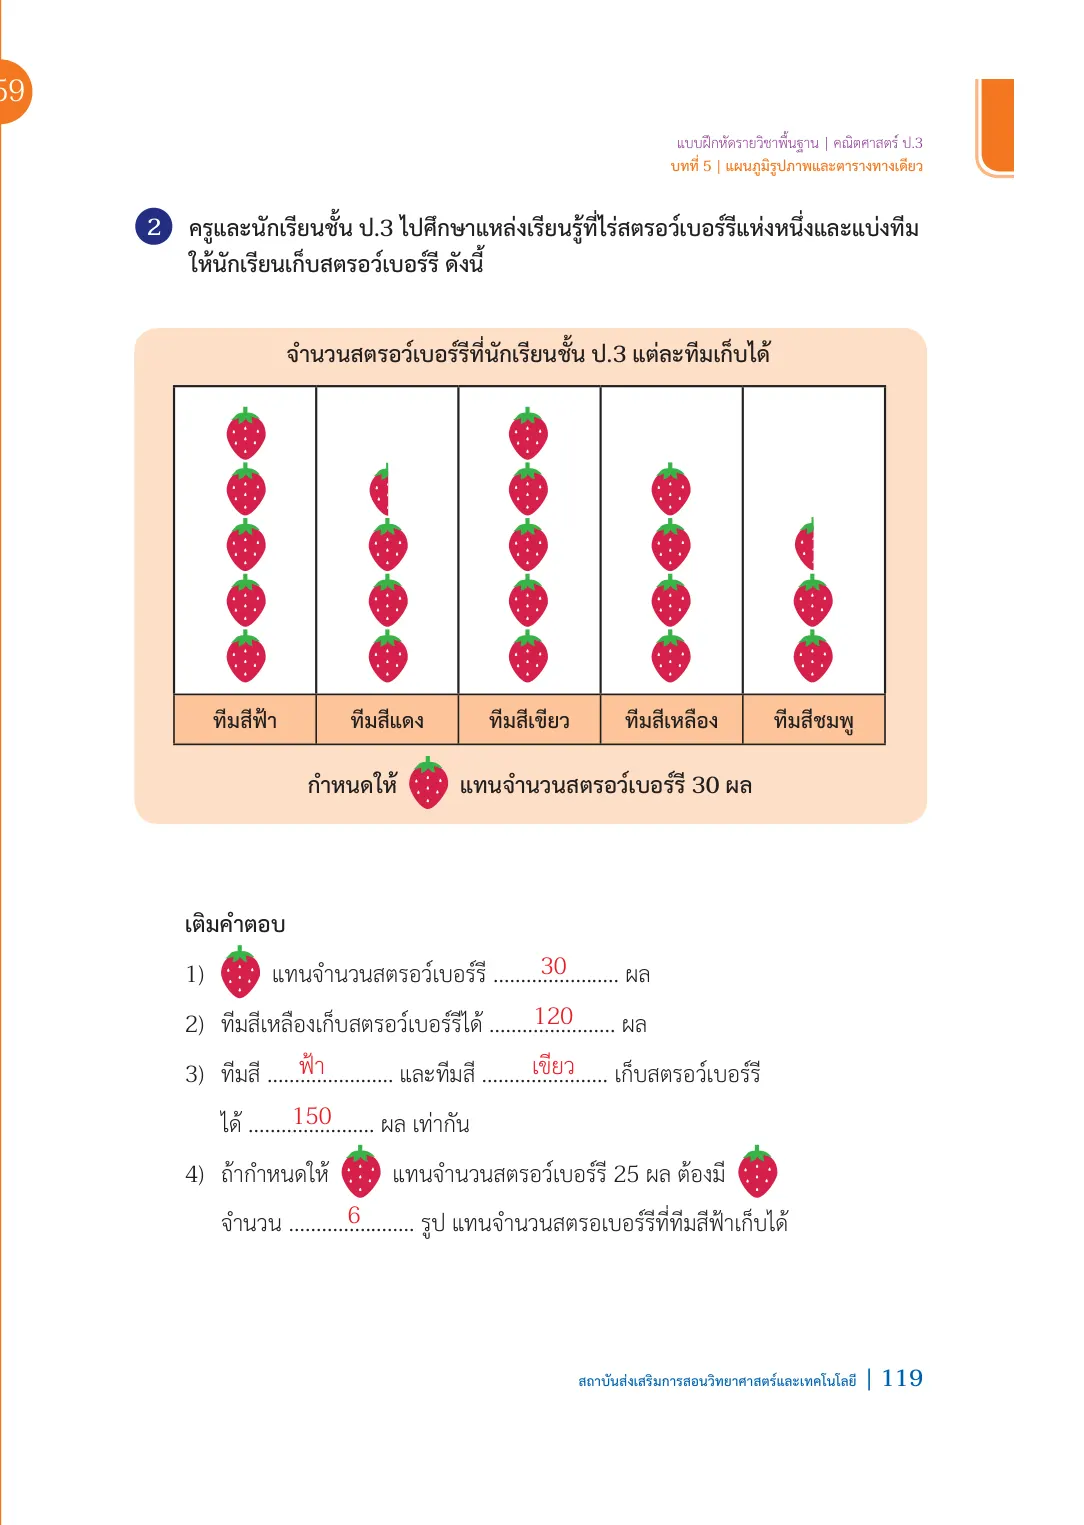 59
แบบฝึกหัดรายวิชาพื้นฐาน | คณิตศาสตร์ ป.3
บทที่ 5 | แผนภูมิรูปภาพและตารางทางเดียว
2 ครูและนักเรียนชั้น ป.3 ไปศึกษาแหล่งเรียนรู้ที่ไร่สตรอว์เบอร์รีแห่งหนึ่งและแบ่งทีม
ให้นักเรียนเก็บสตรอว์เบอร์รี ดังนี้
จำนวนสตรอว์เบอร์รีที่นักเรียนชั้น ป.3 แต่ละทีมเก็บได้
ทีมสีฟ้า ทีมสีแดง ทีมสีเขียว ทีมสีเหลือง ทีมสีชมพู
กำหนดให้ แทนจำนวนสตรอว์เบอร์รี 30 ผล
เติมคำตอบ
1) แทนจำนวนสตรอว์เบอร์รี ....................... 30 ผล
2) ทีมสีเหลืองเก็บสตรอว์เบอร์รีได้ ....................... 120 ผล
3) ทีมสี ....................... ฟ้า และทีมสี ....................... เขียว เก็บสตรอว์เบอร์รี
ได้ ....................... 150 ผล เท่ากัน
4) ถ้ากำหนดให้ แทนจำนวนสตรอว์เบอร์รี 25 ผล ต้องมี
จำนวน ....................... 6 รูป แทนจำนวนสตรอเบอร์รีที่ทีมสีฟ้าเก็บได้
สถาบันส่งเสริมการสอนวิทยาศาสตร์และเทคโนโลยี | 119